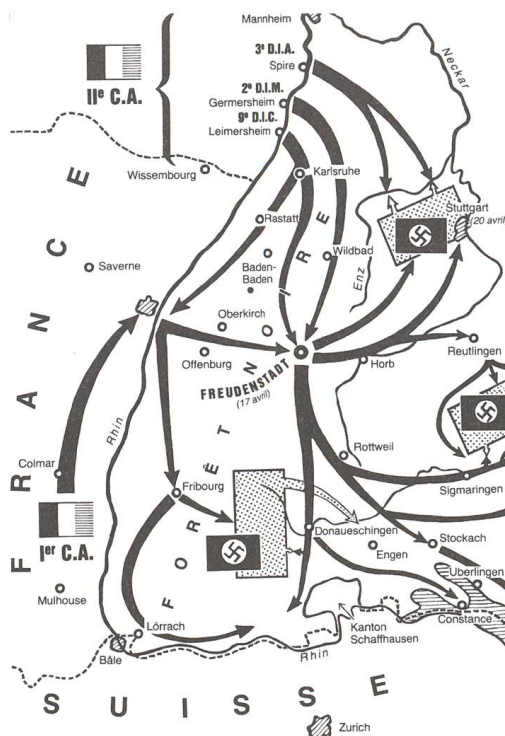 Mannheim
3e D.I.A.
Spire
Neckar
2e D.I.M.
Germersheim
9e D.I.C.
Leimersheim
IIe C.A.
Wissembourg
Karlsruhe
Rastatt
Stuttgart
(20 avril)
Saverne
Baden-
Baden
Wildbad
Enz
Oberkirch
Offenburg
FREUDENSTADT
(17 avril)
Horb
Reutlingen
Rhin
Colmar
Rottweil
Sigmaringen
Fribourg
Ier C.A.
Donaueschingen
Engen
Stockach
Überlingen
Mulhouse
Constance
Kanton
Schaffhausen
Lörrach
Bâle
Rhin
FRANCE
FORÊT NOIRE
SUISSE
Zurich